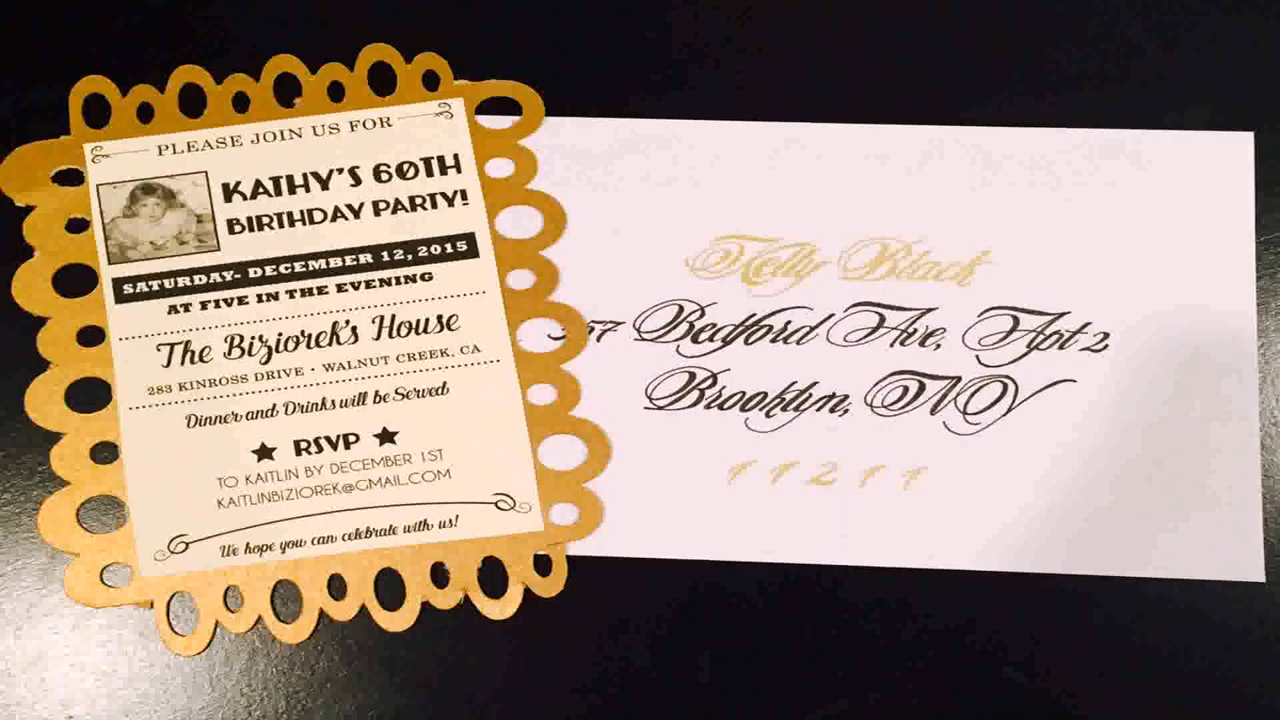 PLEASE JOIN US FOR
KATHY'S 60TH
BIRTHDAY PARTY!
SATURDAY- DECEMBER 12, 2015
AT FIVE IN THE EVENING
The Biziorek's House
283 KINROSS DRIVE • WALNUT CREEK, CA
Dinner and Drinks will be Served
★ RSVP ★
TO KAITLIN BY DECEMBER 1ST
KAITLINBIZIOREK@GMAIL.COM
We hope you can celebrate with us!
Kelly Black
Bedford Ave, Apt 2
Brooklyn, NY
11211